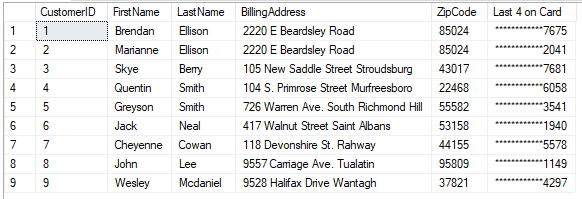 CustomerID FirstName LastName BillingAddress ZipCode Last 4 on Card
1 1 Brendan Ellison 2220 E Beardsley Road 85024 ************7675
2 2 Marianne Ellison 2220 E Beardsley Road 85024 ************2041
3 3 Skye Berry 105 New Saddle Street Stroudsburg 43017 ************7681
4 4 Quentin Smith 104 S. Primrose Street Murfreesboro 22468 ************6058
5 5 Greyson Smith 726 Warren Ave. South Richmond Hill 55582 ************3541
6 6 Jack Neal 417 Walnut Street Saint Albans 53158 ************1940
7 7 Cheyenne Cowan 118 Devonshire St. Rahway 44155 ************5578
8 8 John Lee 9557 Carriage Ave. Tualatin 95809 ************1149
9 9 Wesley Mcdaniel 9528 Halifax Drive Wantagh 37821 ************4297